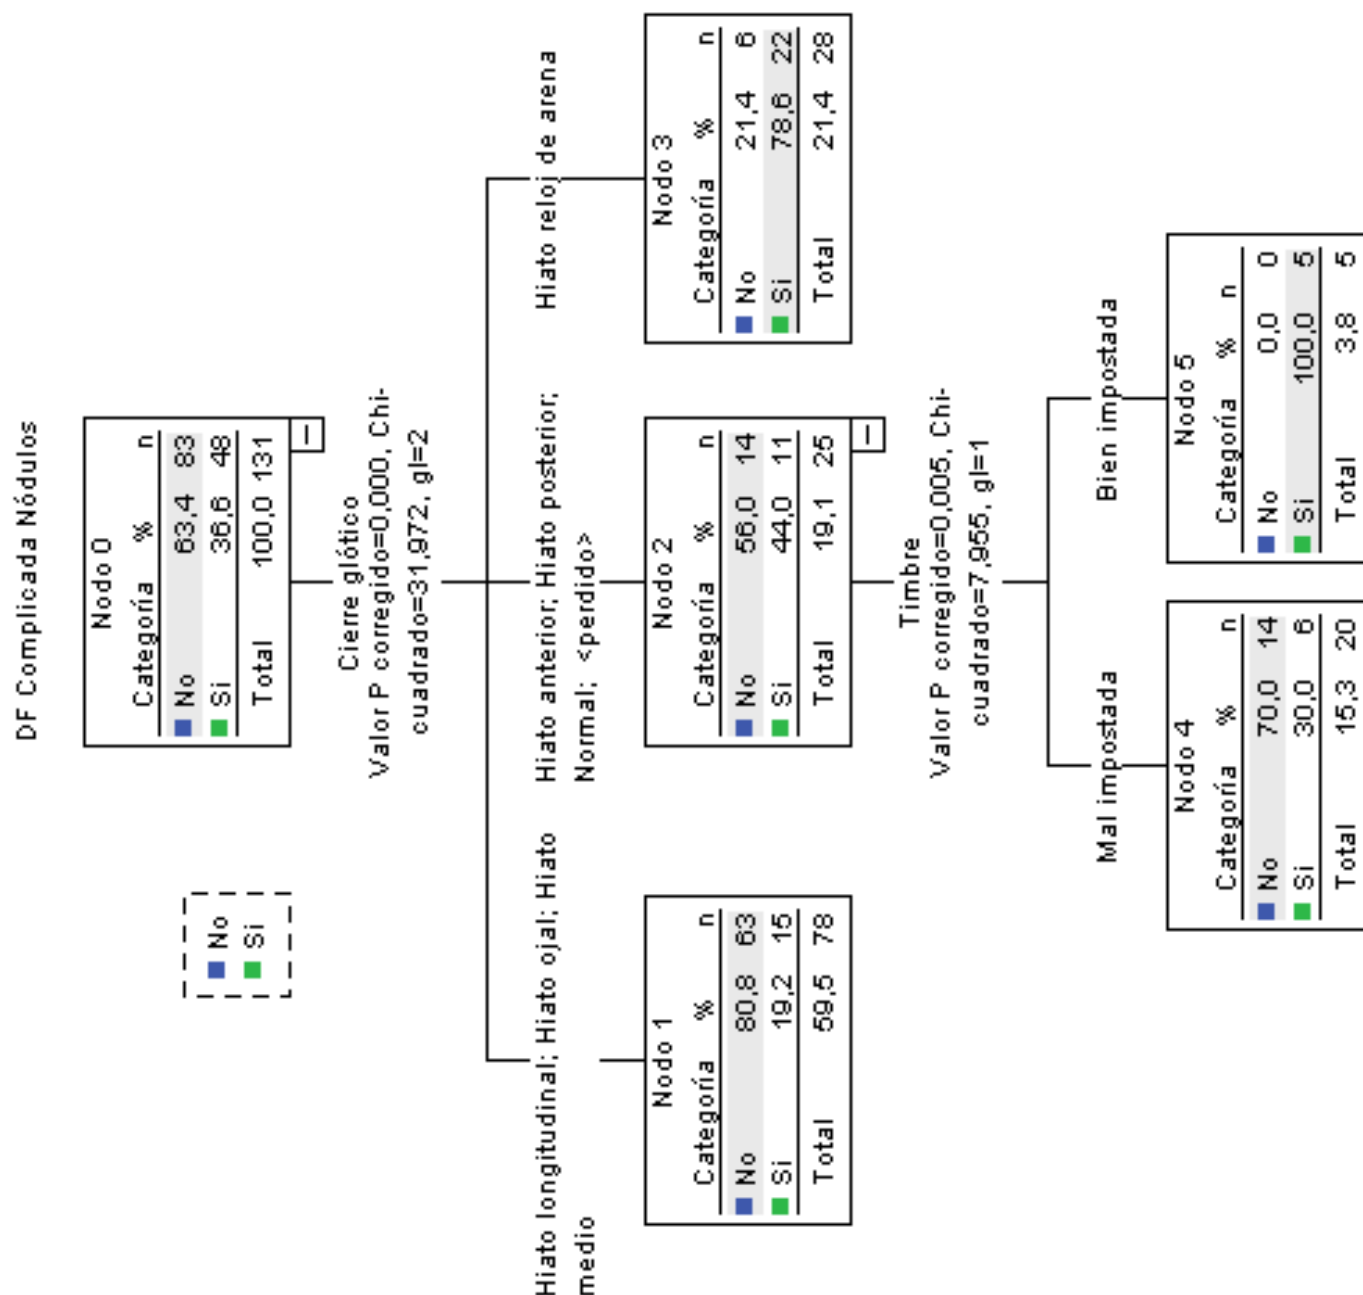 DF Complicada Nódulos
No
Si
Nodo 0
Categoría % n
No 63,4 83
Si 36,6 48
Total 100,0 131
Cierre glótico
Valor P corregido=0,000, Chi-
cuadrado=31,972, gl=2
Hiato longitudinal; Hiato ojal; Hiato
medio
Hiato anterior; Hiato posterior;
Normal; <perdido>
Hiato reloj de arena
Nodo 1
Categoría % n
No 80,8 63
Si 19,2 15
Total 59,5 78
Nodo 2
Categoría % n
No 56,0 14
Si 44,0 11
Total 19,1 25
Nodo 3
Categoría % n
No 21,4 6
Si 78,6 22
Total 21,4 28
Timbre
Valor P corregido=0,005, Chi-
cuadrado=7,955, gl=1
Mal impostada
Bien impostada
Nodo 4
Categoría % n
No 70,0 14
Si 30,0 6
Total 15,3 20
Nodo 5
Categoría % n
No 0,0 0
Si 100,0 5
Total 3,8 5